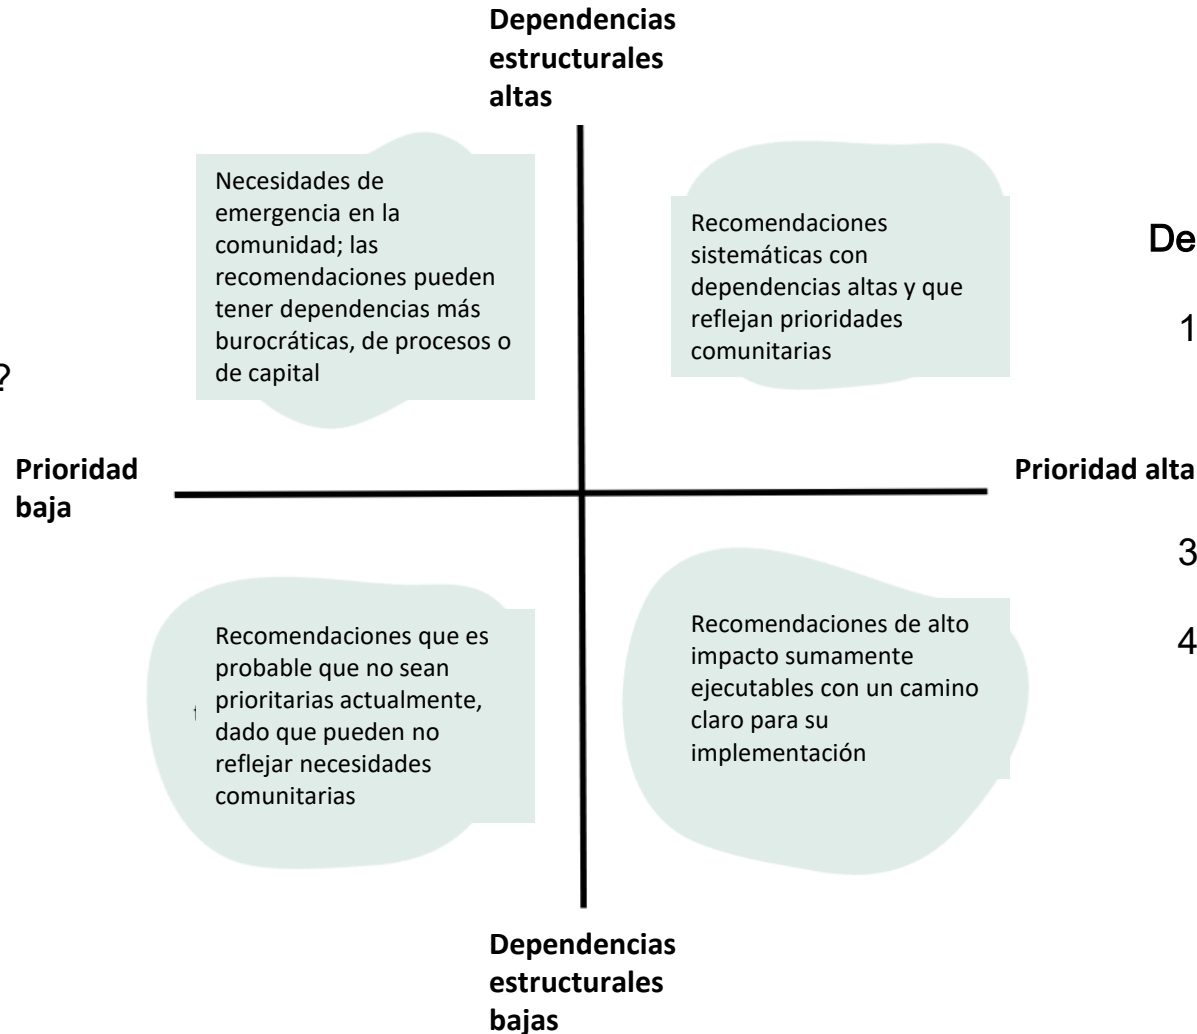 Dependencias
estructurales
altas
Necesidades de
emergencia en la
comunidad; las
recomendaciones pueden
tener dependencias más
burocráticas, de procesos o
de capital
Recomendaciones
sistemáticas con
dependencias altas y que
reflejan prioridades
comunitarias
De
1
?
Prioridad
baja
Prioridad alta
3
4
Recomendaciones que es
probable que no sean
prioritarias actualmente,
dado que pueden no
reflejar necesidades
comunitarias
Recomendaciones de alto
impacto sumamente
ejecutables con un camino
claro para su
implementación
Dependencias
estructurales
bajas